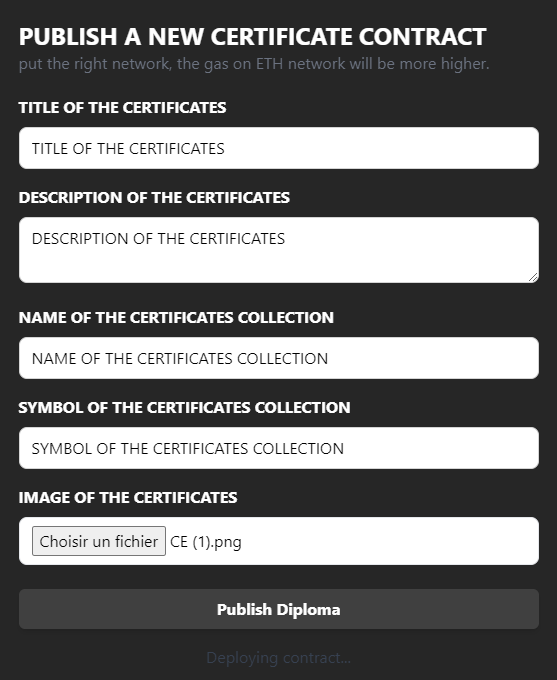 PUBLISH A NEW CERTIFICATE CONTRACT
put the right network, the gas on ETH network will be more higher.
TITLE OF THE CERTIFICATES
TITLE OF THE CERTIFICATES
DESCRIPTION OF THE CERTIFICATES
DESCRIPTION OF THE CERTIFICATES
NAME OF THE CERTIFICATES COLLECTION
NAME OF THE CERTIFICATES COLLECTION
SYMBOL OF THE CERTIFICATES COLLECTION
SYMBOL OF THE CERTIFICATES COLLECTION
IMAGE OF THE CERTIFICATES
Choisir un fichier CE (1).png
Publish Diploma
Deploying contract...